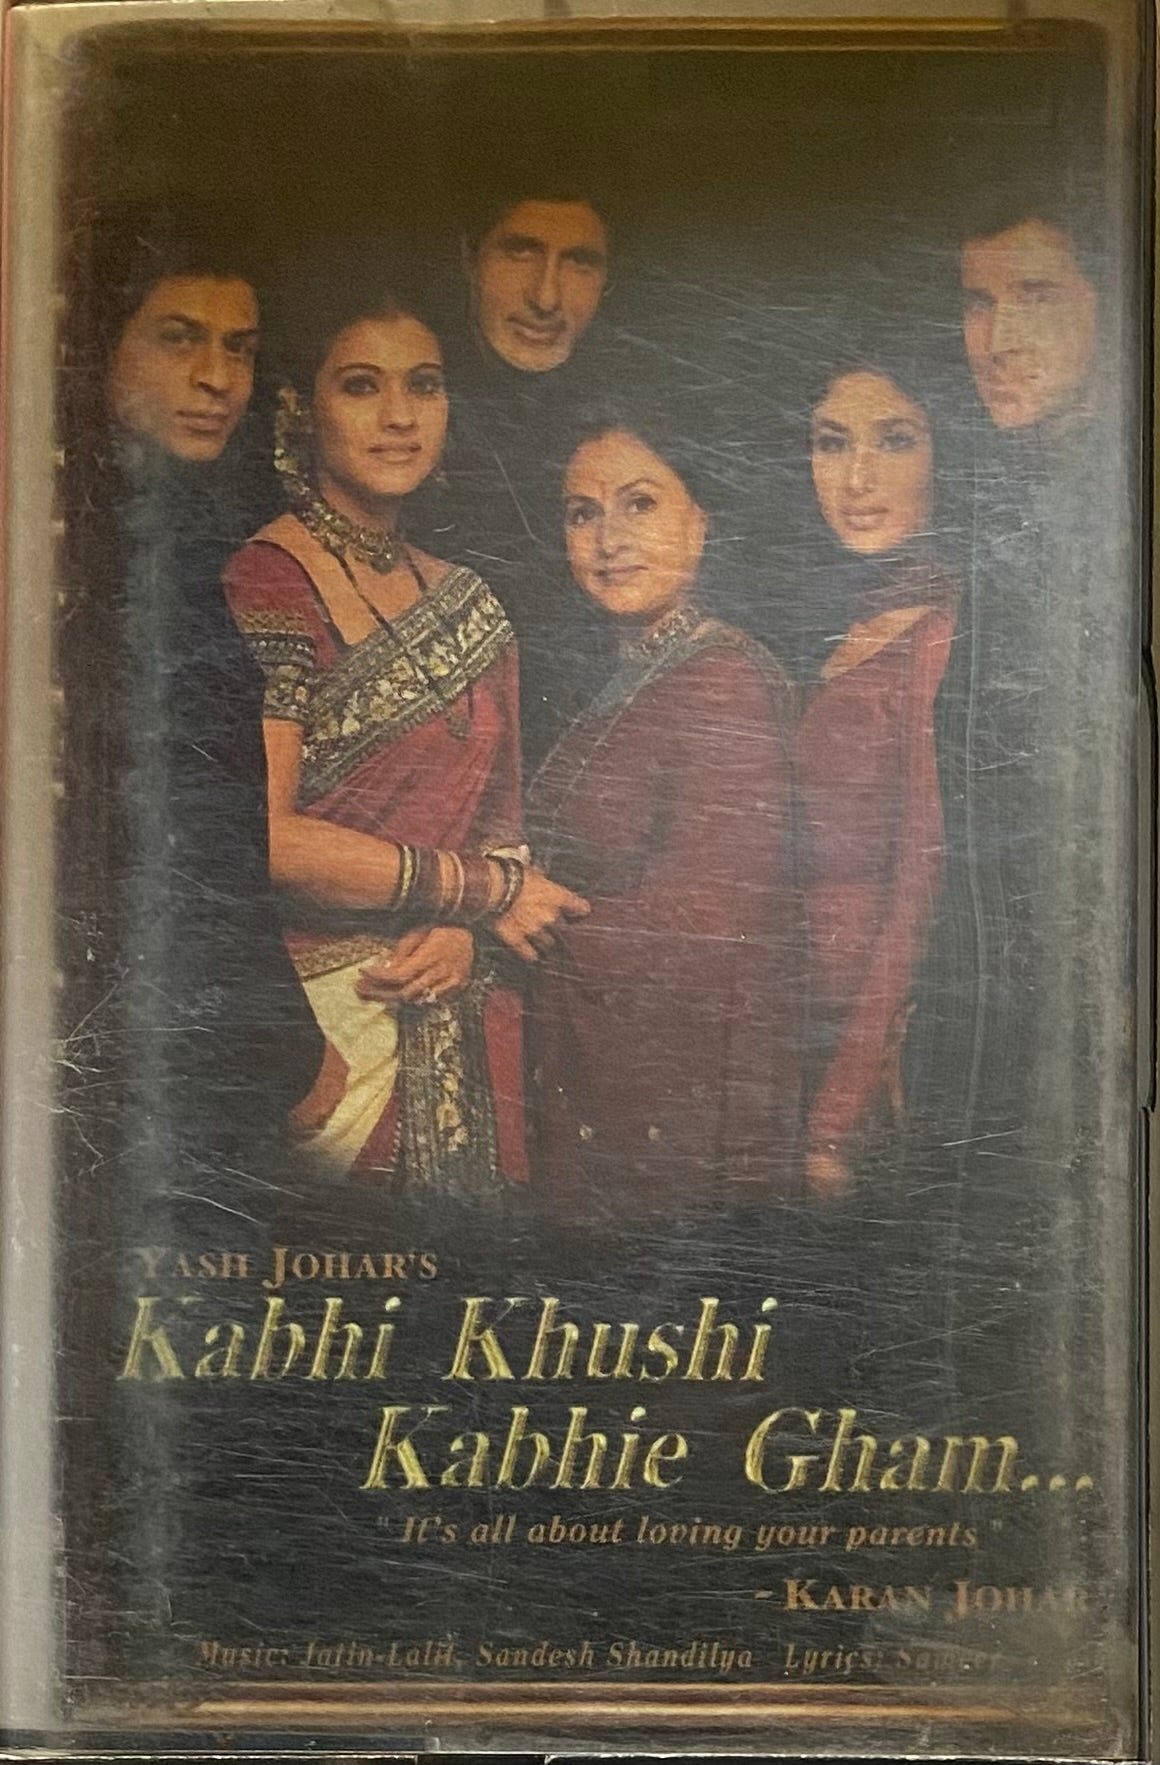 YASH JOHAR'S
Kabhi Khushi
Kabhie Gham...
"It's all about loving your parents"
- KARAN JOHAR
Music: Jatin-Lalit, Sandesh Shandilya Lyrics: Sameer